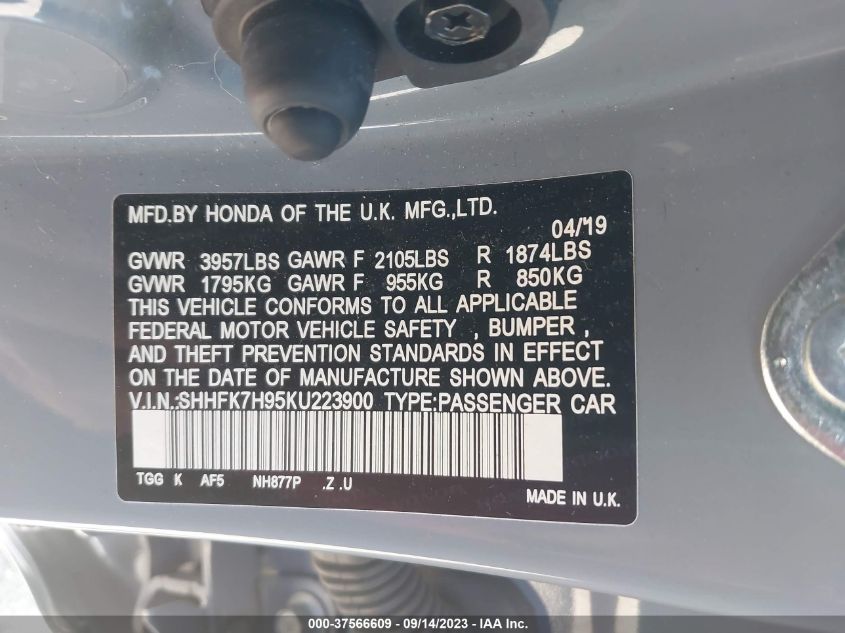 MFD.BY HONDA OF THE U.K. MFG.,LTD.
04/'19
GVWR 3957LBS GAWR F 2105LBS R 1874LBS
GVWR 1795KG GAWR F 955KG R 850KG
THIS VEHICLE CONFORMS TO ALL APPLICABLE
FEDERAL MOTOR VEHICLE SAFETY , BUMPER ,
AND THEFT PREVENTION STANDARDS IN EFFECT
ON THE DATE OF MANUFACTURE SHOWN ABOVE.
V.I.N.:SHHFK7H95KU223900 TYPE:PASSENGER CAR
TGG K AF5 NH877P .Z .U
MADE IN U.K.
000-37566609 - 09/14/2023 - IAA Inc.